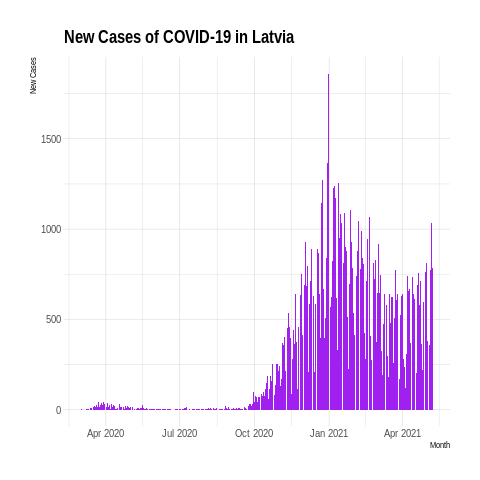 New Cases of COVID-19 in Latvia
New Cases
1500
1000
500
0
Apr 2020 Jul 2020 Oct 2020 Jan 2021 Apr 2021
Month